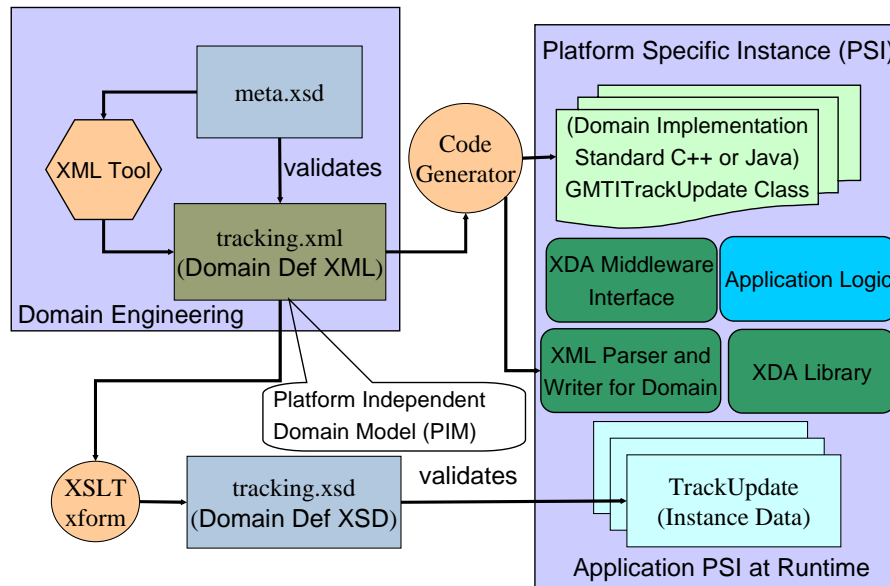 meta.xsd
XML Tool
validates
tracking.xml
(Domain Def XML)
Domain Engineering
Code
Generator
Platform Specific Instance (PSI)
(Domain Implementation
Standard C++ or Java)
GMTITrackUpdate Class
XDA Middleware
Interface
Application Logic
XML Parser and
Writer for Domain
XDA Library
Platform Independent
Domain Model (PIM)
XSLT
xform
tracking.xsd
(Domain Def XSD)
validates
TrackUpdate
(Instance Data)
Application PSI at Runtime